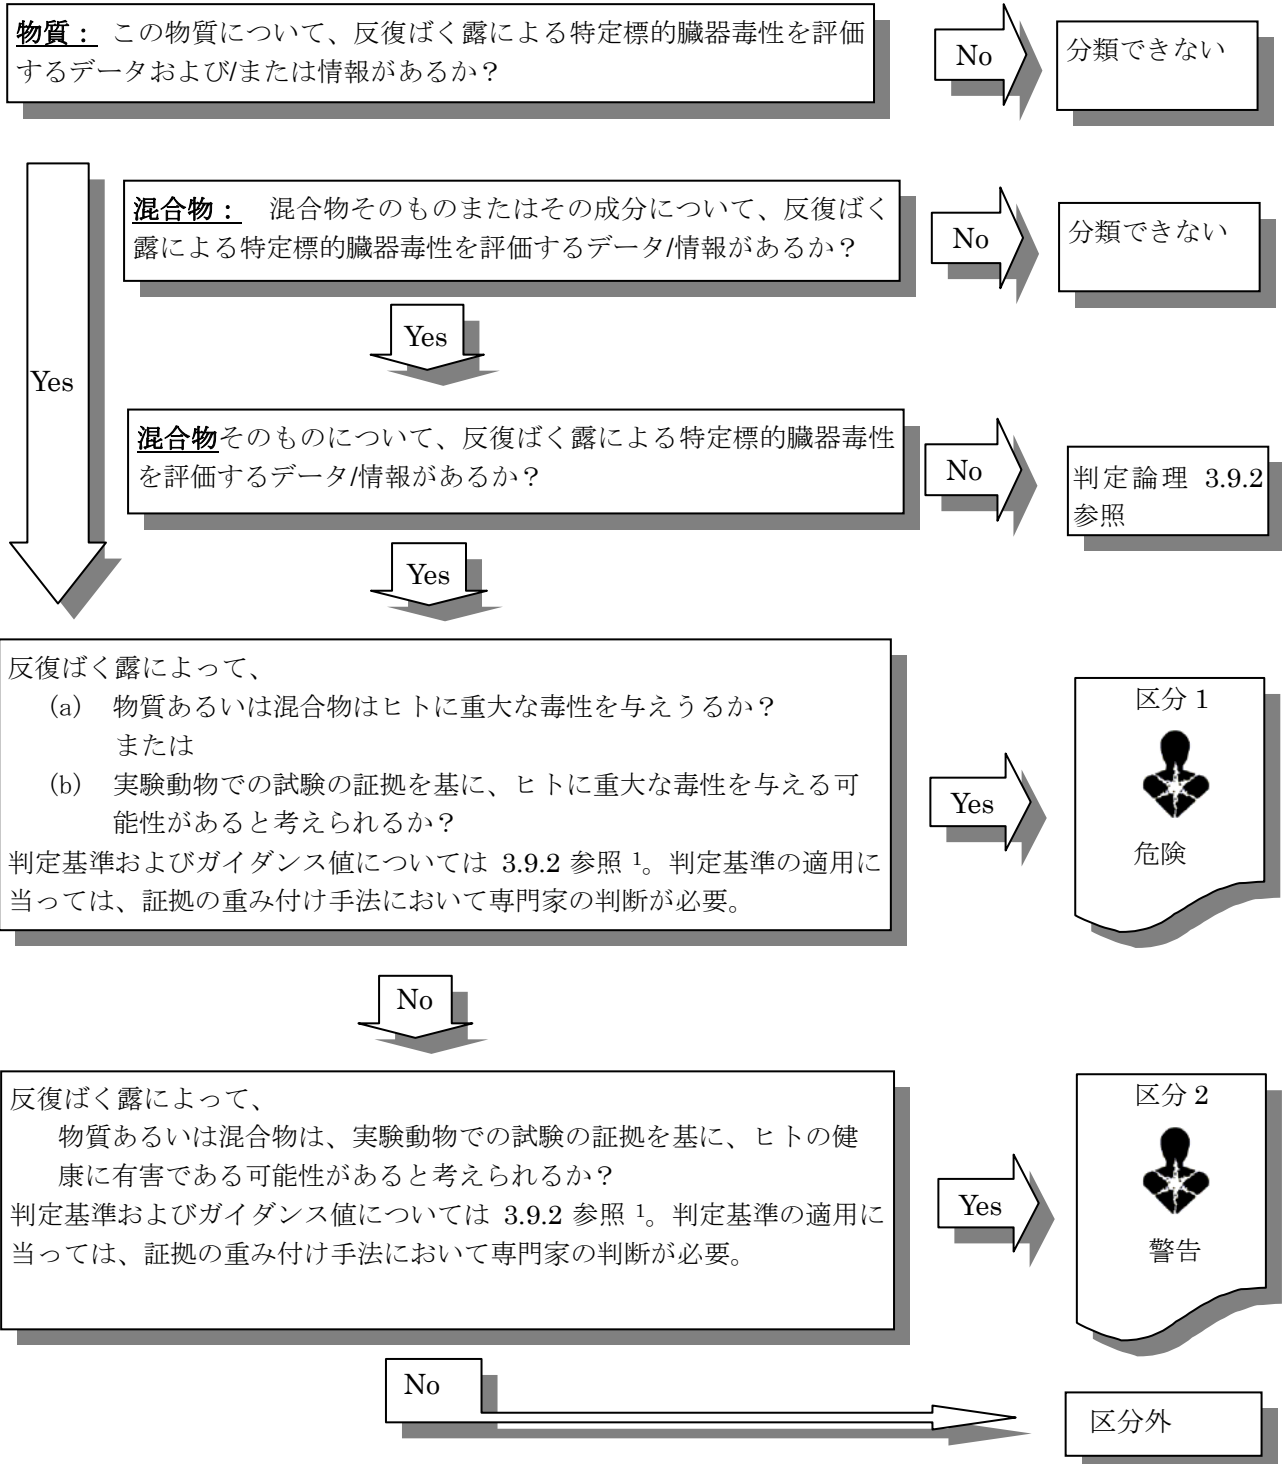 物質： この物質について、反復ばく露による特定標的臓器毒性を評価
するデータおよび/または情報があるか？
No
分類できない
混合物： 混合物そのものまたはその成分について、反復ばく
露による特定標的臓器毒性を評価するデータ/情報があるか？
No
分類できない
Yes
Yes
混合物そのものについて、反復ばく露による特定標的臓器毒性
を評価するデータ/情報があるか？
No
判定論理 3.9.2
参照
Yes
反復ばく露によって、
(a) 物質あるいは混合物はヒトに重大な毒性を与えうるか？
または
(b) 実験動物での試験の証拠を基に、ヒトに重大な毒性を与える可
能性があると考えられるか？
判定基準およびガイダンス値については 3.9.2 参照 1。判定基準の適用に
当っては、証拠の重み付け手法において専門家の判断が必要。
Yes
区分 1
危険
No
反復ばく露によって、
物質あるいは混合物は、実験動物での試験の証拠を基に、ヒトの健
康に有害である可能性があると考えられるか？
判定基準およびガイダンス値については 3.9.2 参照 1。判定基準の適用に
当っては、証拠の重み付け手法において専門家の判断が必要。
Yes
区分 2
警告
No
区分外